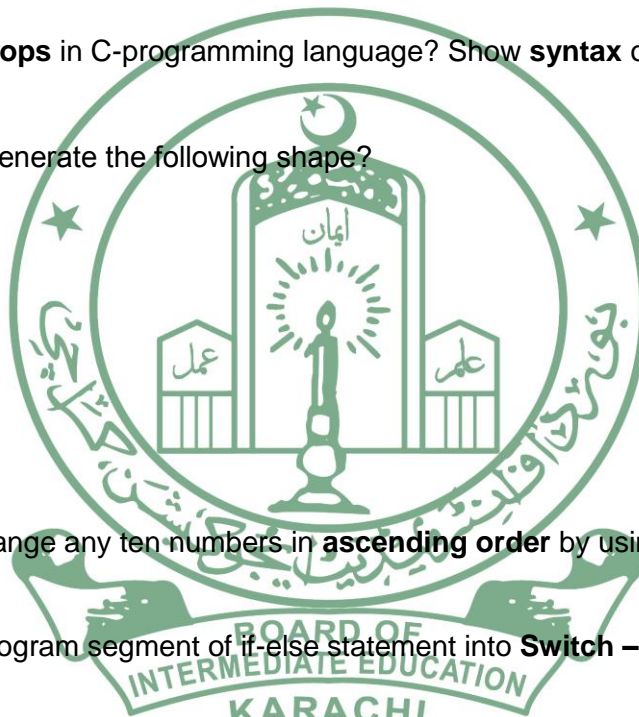 ops in C-programming language? Show syntax o
enerate the following shape?
ایمان
عمل
علم
ange any ten numbers in ascending order by usin
ogram segment of if-else statement into Switch –
BOARD OF
INTERMEDIATE EDUCATION
KARACHI